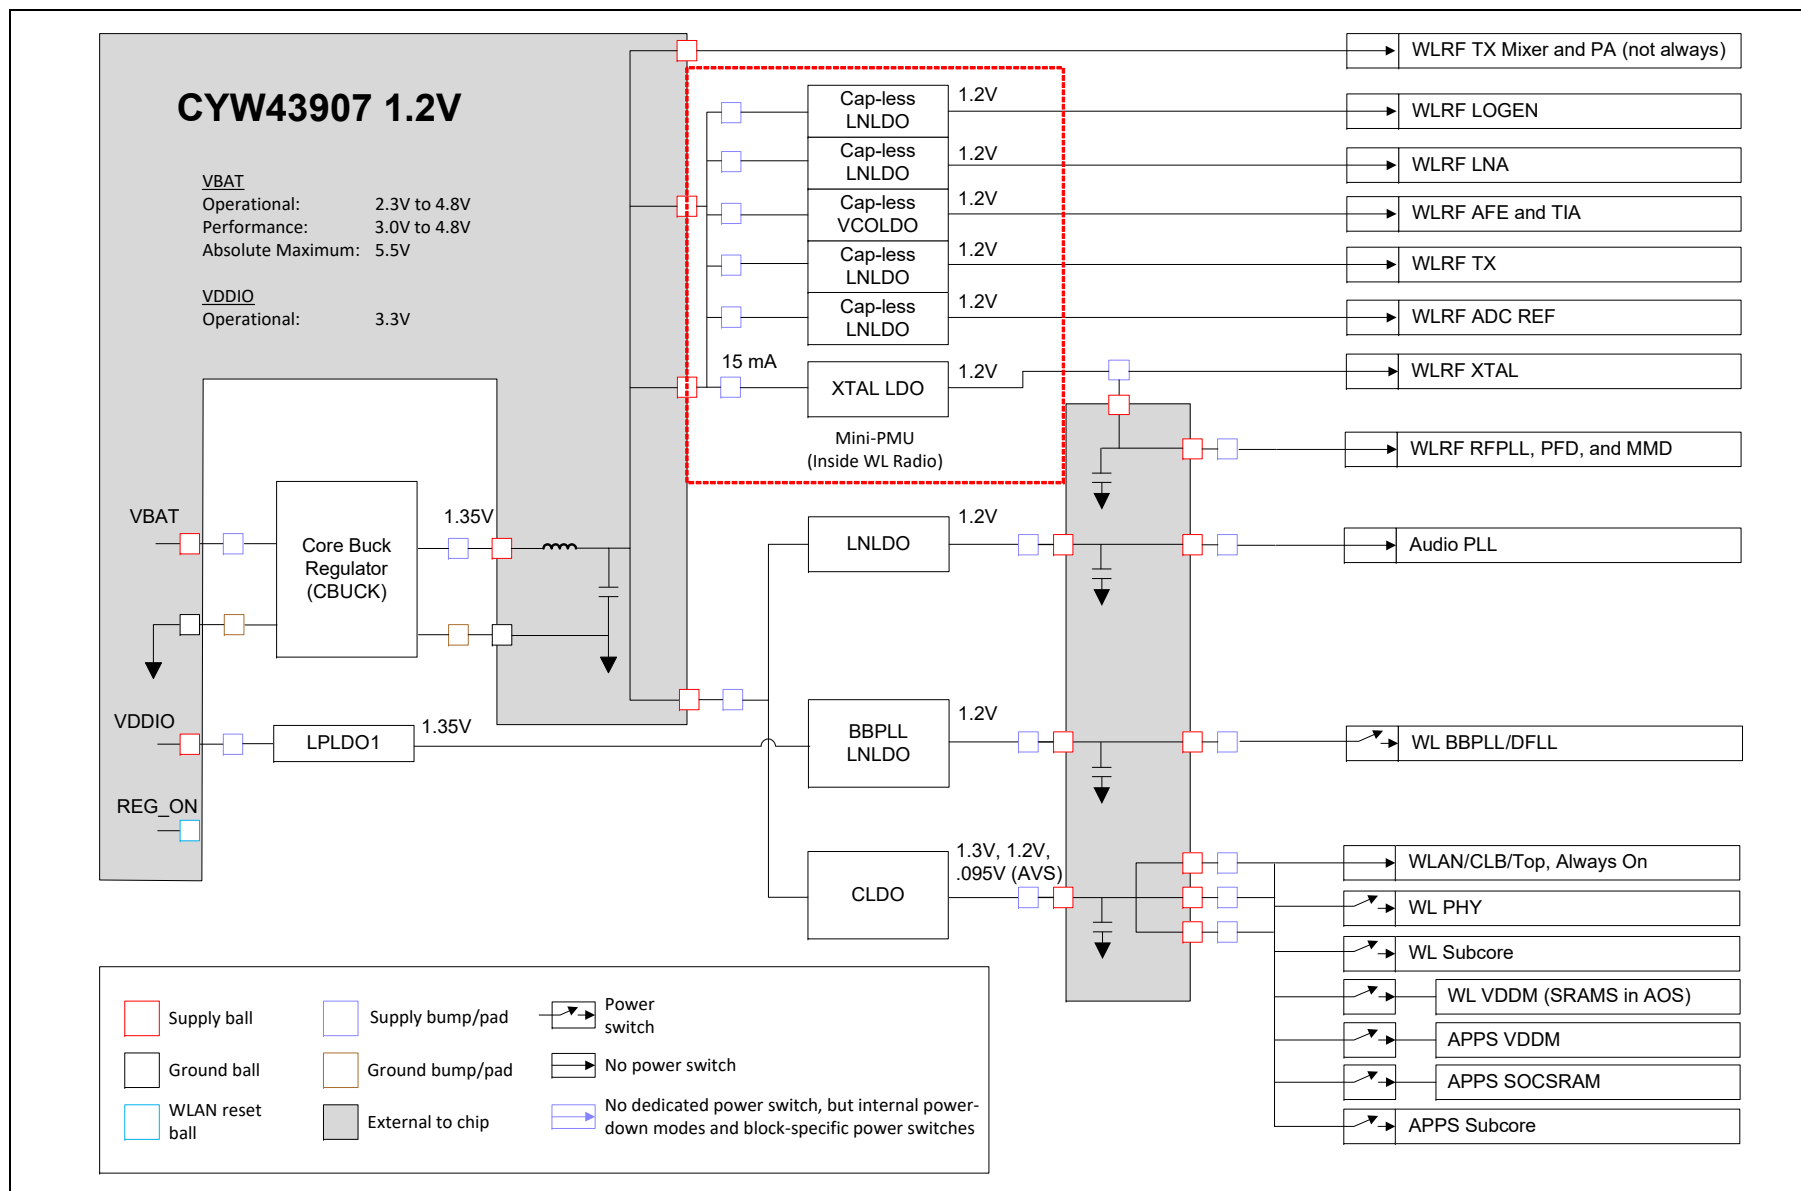 CYW43907 1.2V
VBAT
Operational: 2.3V to 4.8V
Performance: 3.0V to 4.8V
Absolute Maximum: 5.5V
VDDIO
Operational: 3.3V
WLRF TX Mixer and PA (not always)
Cap-less
LNLDO
1.2V
WLRF LOGEN
Cap-less
LNLDO
1.2V
WLRF LNA
Cap-less
VCOLDO
1.2V
WLRF AFE and TIA
Cap-less
LNLDO
1.2V
WLRF TX
Cap-less
LNLDO
1.2V
WLRF ADC REF
15 mA
XTAL LDO
1.2V
WLRF XTAL
Mini-PMU
(Inside WL Radio)
WLRF RFPLL, PFD, and MMD
VBAT
Core Buck
Regulator
(CBUCK)
1.35V
LNLDO
1.2V
Audio PLL
VDDIO
LPLDO1
1.35V
BBPLL
LNLDO
1.2V
WL BBPLL/DFLL
REG_ON
CLDO
1.3V, 1.2V,
.095V (AVS)
WLAN/CLB/Top, Always On
WL PHY
WL Subcore
WL VDDM (SRAMS in AOS)
APPS VDDM
APPS SOCSRAM
APPS Subcore
Supply ball
Supply bump/pad
Power
switch
Ground ball
Ground bump/pad
No power switch
WLAN reset
ball
External to chip
No dedicated power switch, but internal power-
down modes and block-specific power switches